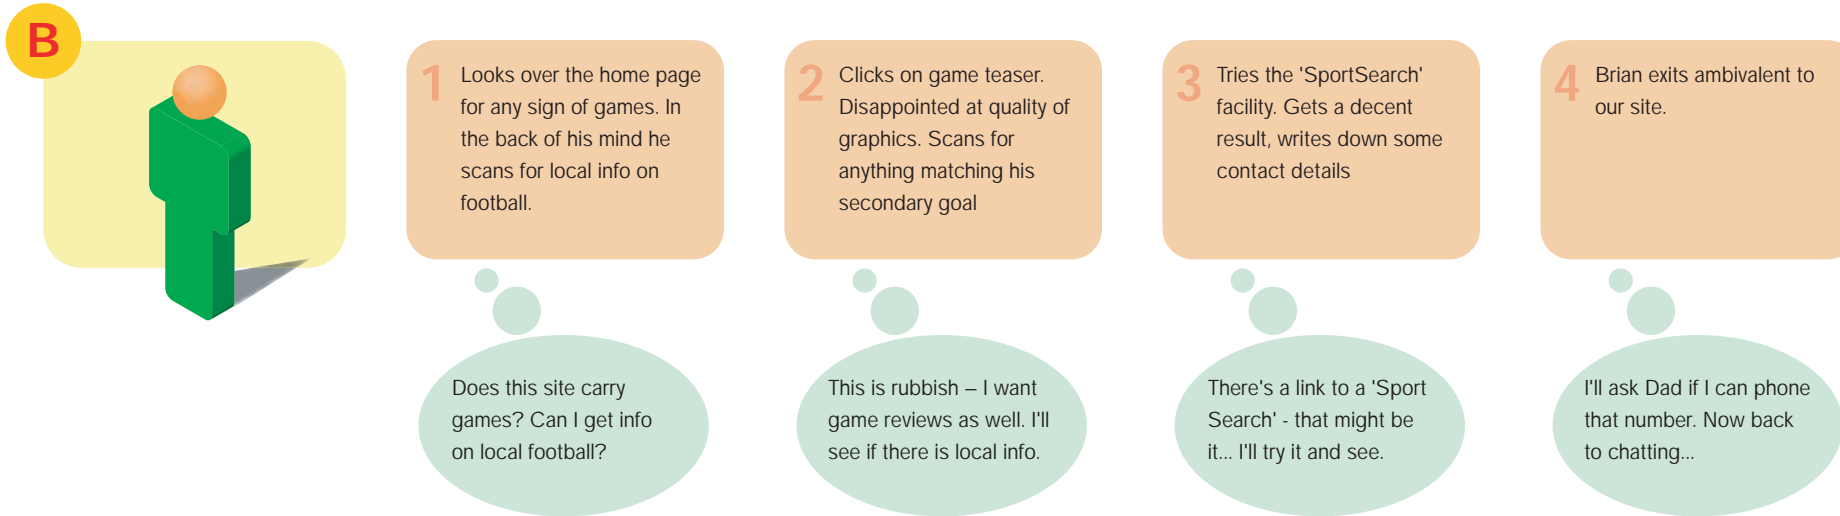 B
1
Looks over the home page
for any sign of games. In
the back of his mind he
scans for local info on
football.
2
Clicks on game teaser.
Disappointed at quality of
graphics. Scans for
anything matching his
secondary goal
3
Tries the 'SportSearch'
facility. Gets a decent
result, writes down some
contact details
4
Brian exits ambivalent to
our site.
Does this site carry
games? Can I get info
on local football?
This is rubbish – I want
game reviews as well. I'll
see if there is local info.
There's a link to a 'Sport
Search' - that might be
it... I'll try it and see.
I'll ask Dad if I can phone
that number. Now back
to chatting...